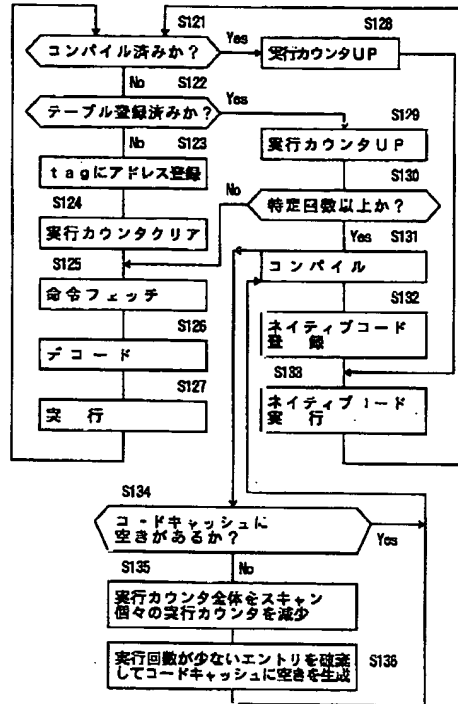 S121
コンパイル済みか?
Yes
S128
実行カウンタUP
No
S122
テーブル登録済みか?
Yes
S129
実行カウンタUP
No
S123
tagにアドレス登録
S130
特定回数以上か?
No
S124
実行カウンタクリア
Yes
S131
コンパイル
S125
命令フェッチ
S132
ネイティブコード
登 録
S126
デコード
S133
ネイティブコード
実 行
S127
実 行
S134
コードキャッシュに
空きがあるか?
Yes
No
S135
実行カウンタ全体をスキャン
個々の実行カウンタを減少
S136
実行回数が少ないエントリを破棄
してコードキャッシュに空きを生成